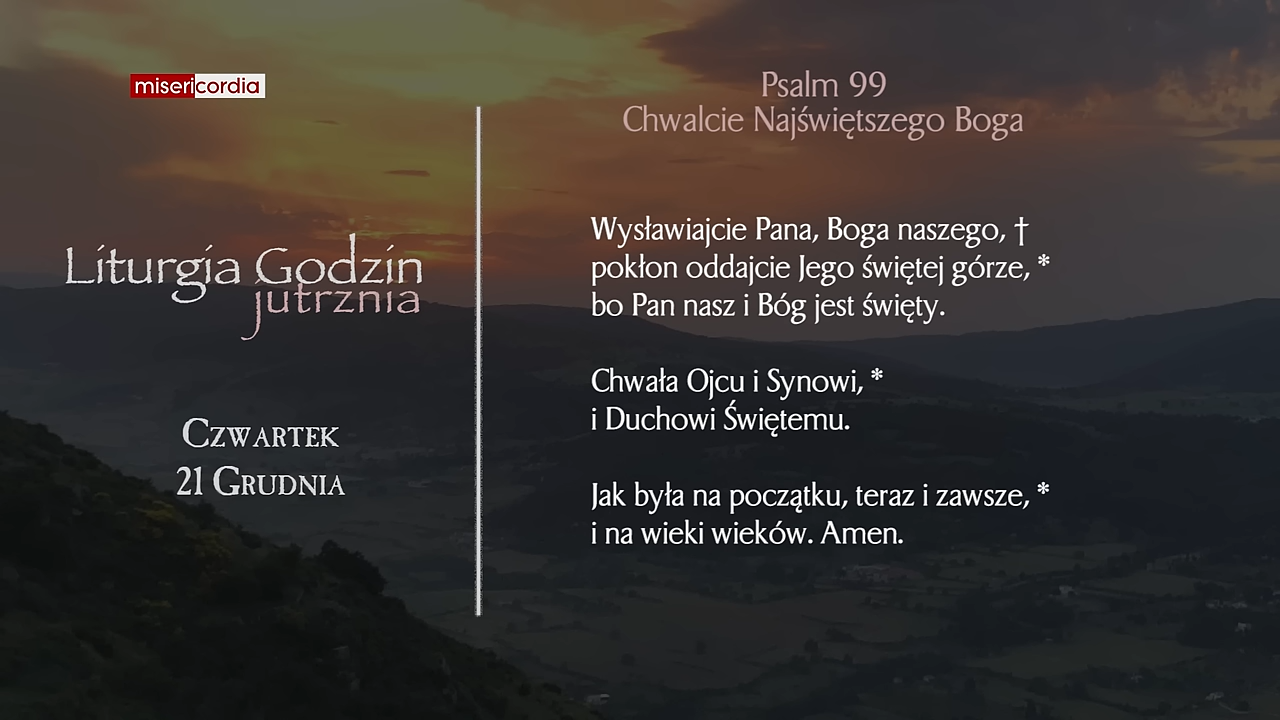 misericordia
Liturgia Godzin
jutrznia
Czwartek
21 Grudnia
Psalm 99
Chwalcie Najświętszego Boga
Wysławiajcie Pana, Boga naszego, †
pokłon oddajcie Jego świętej górze, *
bo Pan nasz i Bóg jest święty.
Chwała Ojcu i Synowi, *
i Duchowi Świętemu.
Jak była na początku, teraz i zawsze, *
i na wieki wieków. Amen.